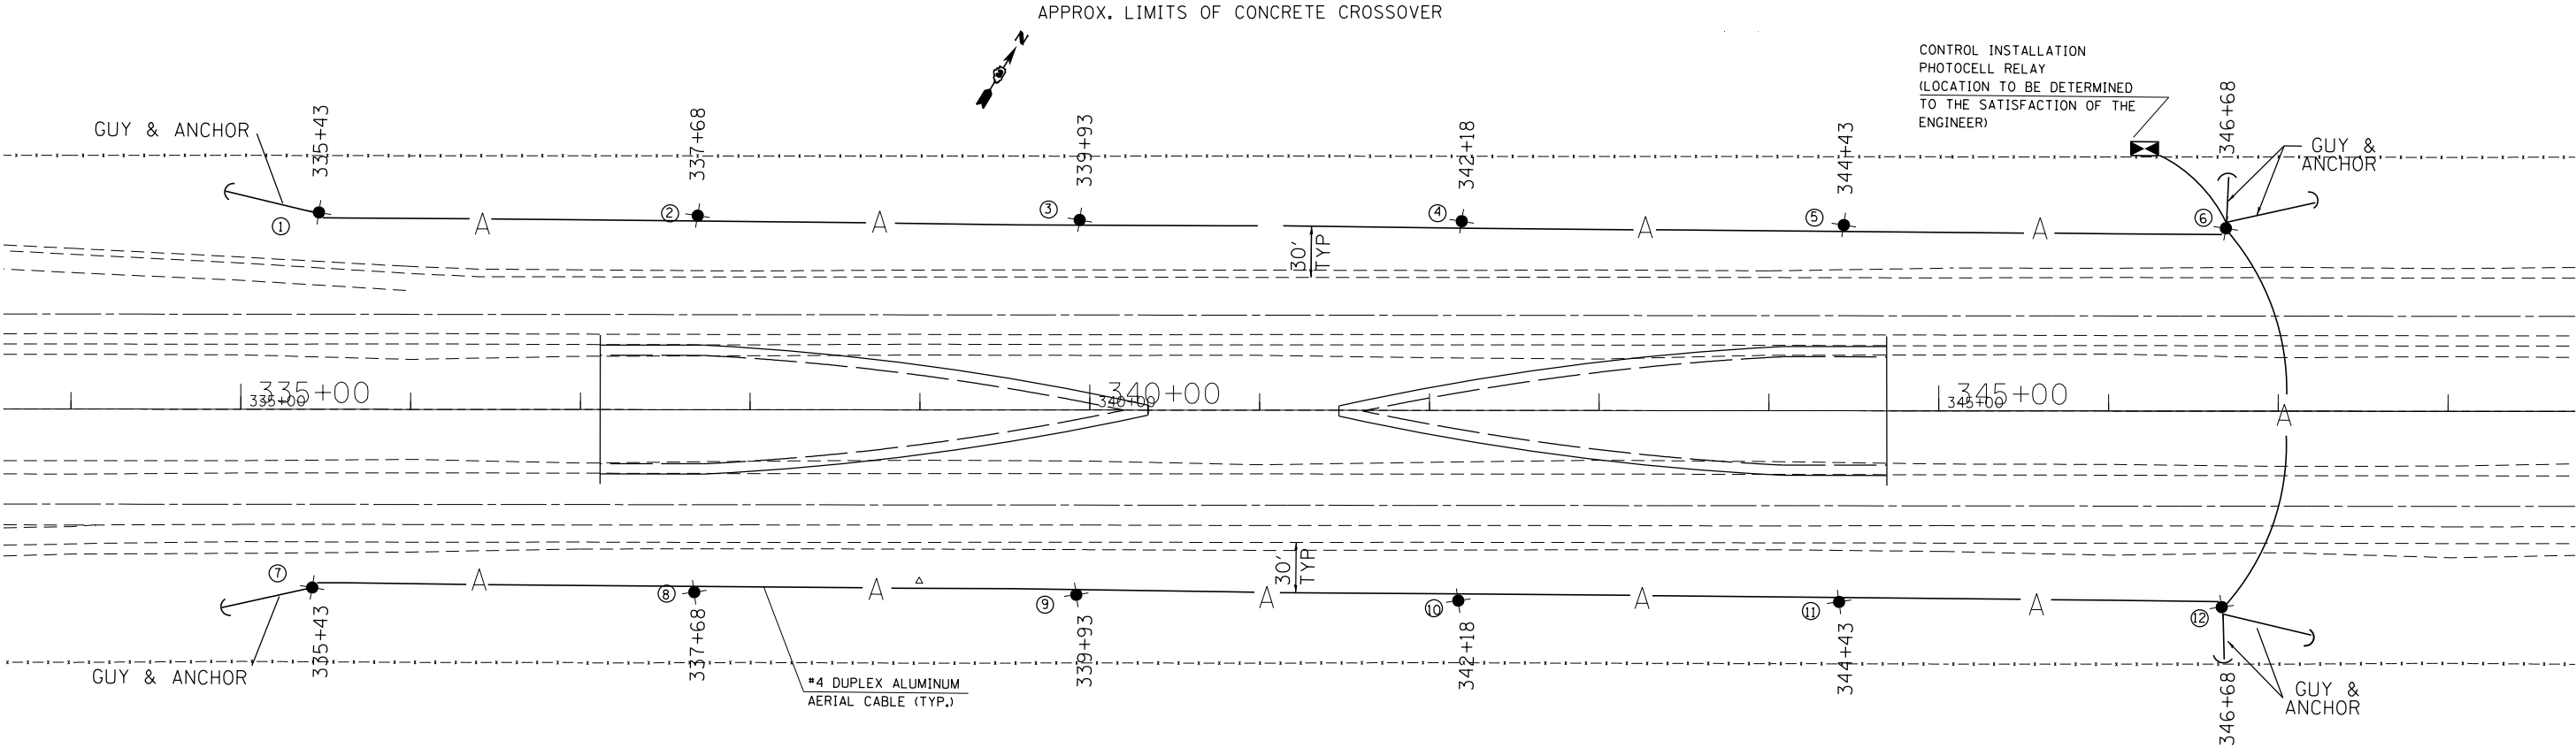 APPROX. LIMITS OF CONCRETE CROSSOVER
N
CONTROL INSTALLATION
PHOTOCELL RELAY
(LOCATION TO BE DETERMINED
TO THE SATISFACTION OF THE
ENGINEER)
GUY & ANCHOR
335+43
337+68
339+93
342+18
344+43
346+68
GUY &
ANCHOR
1
2
3
4
5
6
A
A
A
A
30'
TYP
335+00
335+00
340+00
340+00
345+00
345+00
A
30'
TYP
7
8
9
10
11
12
A
A
A
A
A
335+43
337+68
339+93
342+18
344+43
346+68
GUY & ANCHOR
#4 DUPLEX ALUMINUM
AERIAL CABLE (TYP.)
GUY &
ANCHOR